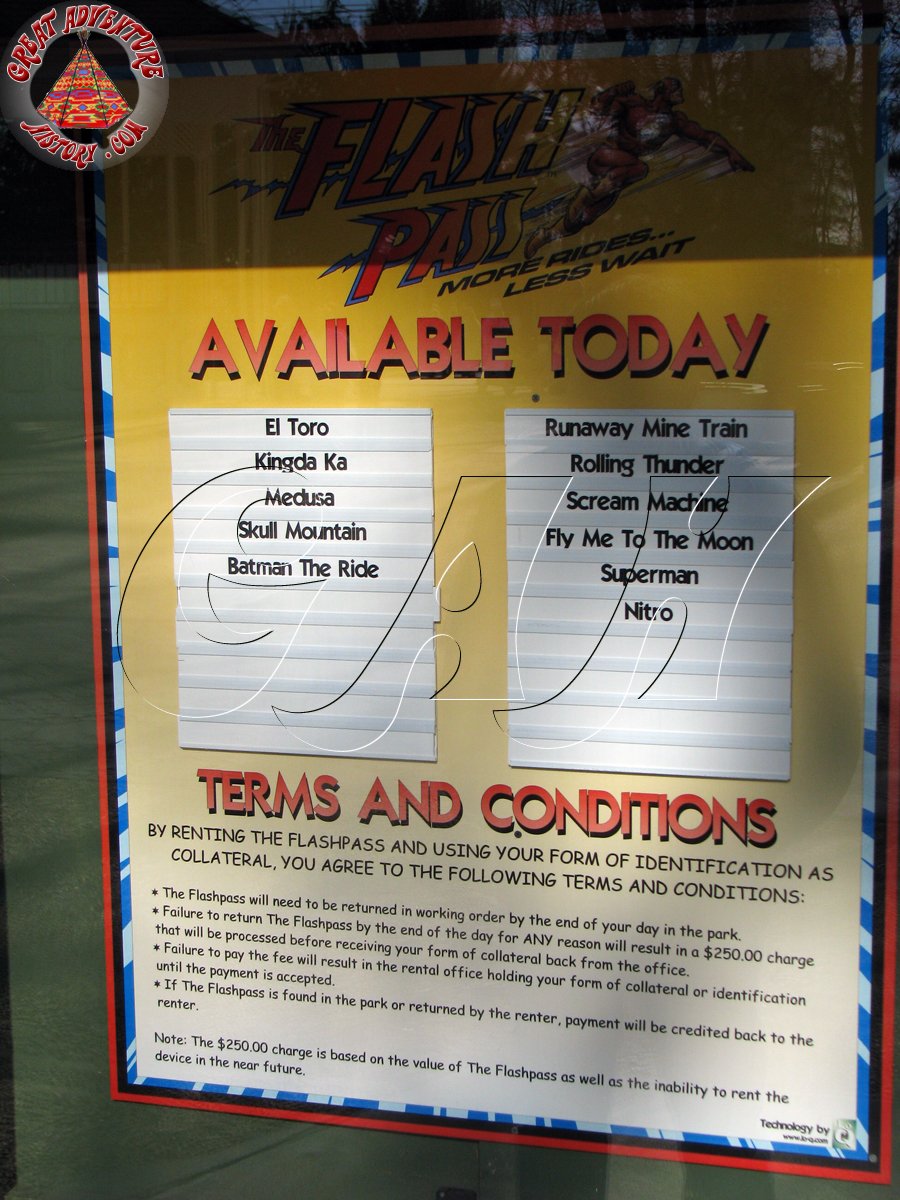 GREAT ADVENTURE
HISTORY .COM
THE FLASH
PASS
MORE RIDES...
LESS WAIT
AVAILABLE TODAY
El Toro
Kingda Ka
Medusa
Skull Mountain
Batman The Ride
Runaway Mine Train
Rolling Thunder
Scream Machine
Fly Me To The Moon
Superman
Nitro
GAH
TERMS AND CONDITIONS
BY RENTING THE FLASHPASS AND USING YOUR FORM OF IDENTIFICATION AS
COLLATERAL, YOU AGREE TO THE FOLLOWING TERMS AND CONDITIONS:
* The Flashpass will need to be returned in working order by the end of your day in the park.
* Failure to return The Flashpass by the end of the day for ANY reason will result in a $250.00 charge
that will be processed before receiving your form of collateral back from the office.
* Failure to pay the fee will result in the rental office holding your form of collateral or identification
until the payment is accepted.
* If The Flashpass is found in the park or returned by the renter, payment will be credited back to the
renter.
Note: The $250.00 charge is based on the value of The Flashpass as well as the inability to rent the
device in the near future.
Technology by
www.lo-q.com